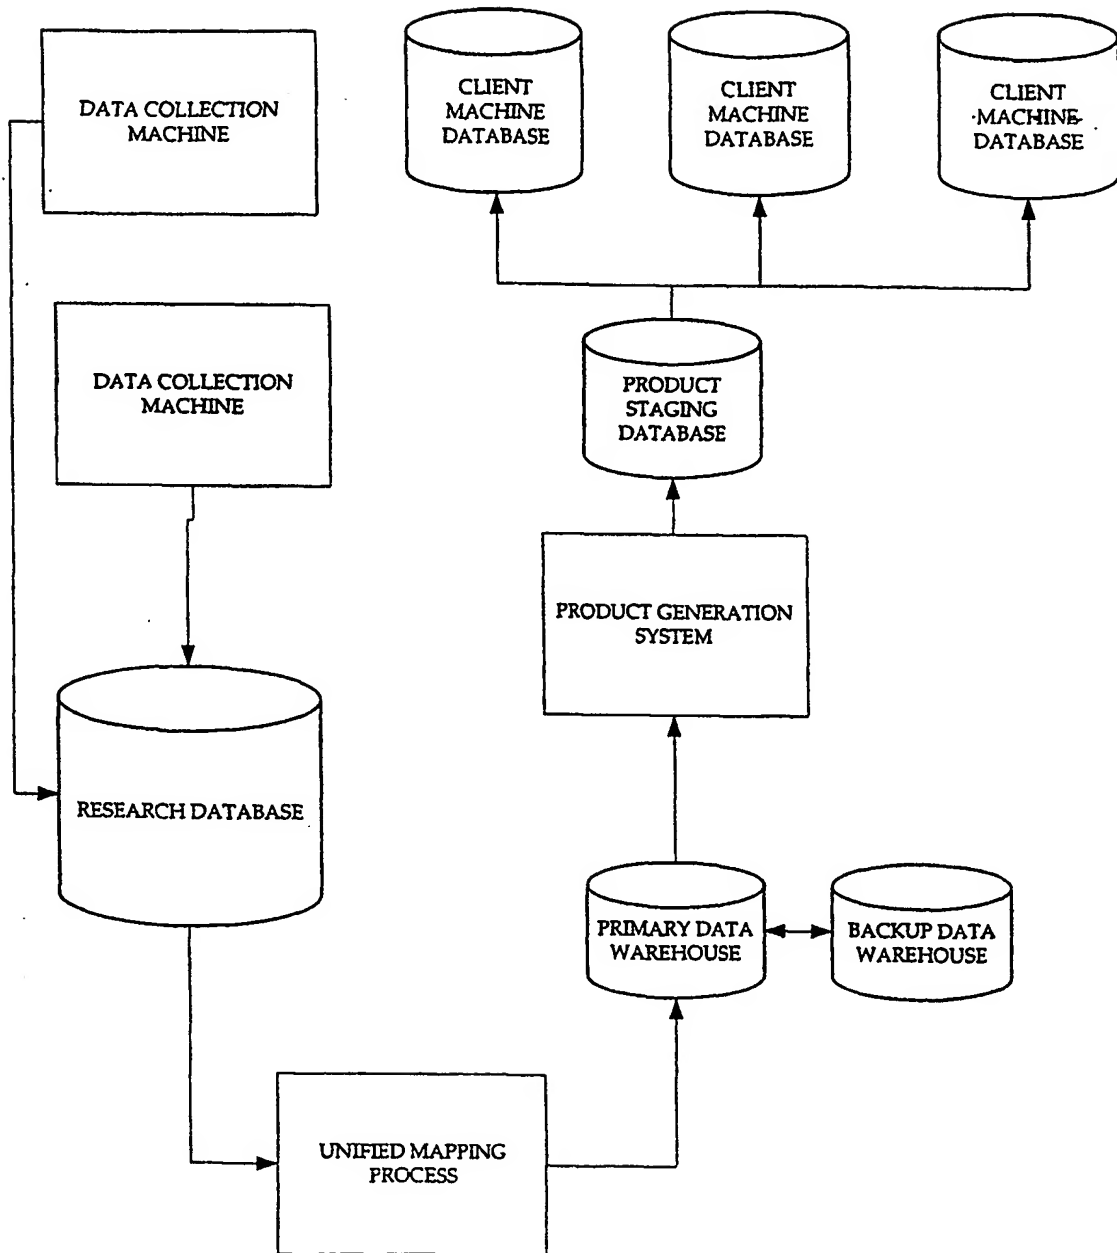 DATA COLLECTION
MACHINE
CLIENT
MACHINE
DATABASE
CLIENT
MACHINE
DATABASE
CLIENT
MACHINE
DATABASE
DATA COLLECTION
MACHINE
PRODUCT
STAGING
DATABASE
PRODUCT GENERATION
SYSTEM
RESEARCH DATABASE
PRIMARY DATA
WAREHOUSE
BACKUP DATA
WAREHOUSE
UNIFIED MAPPING
PROCESS